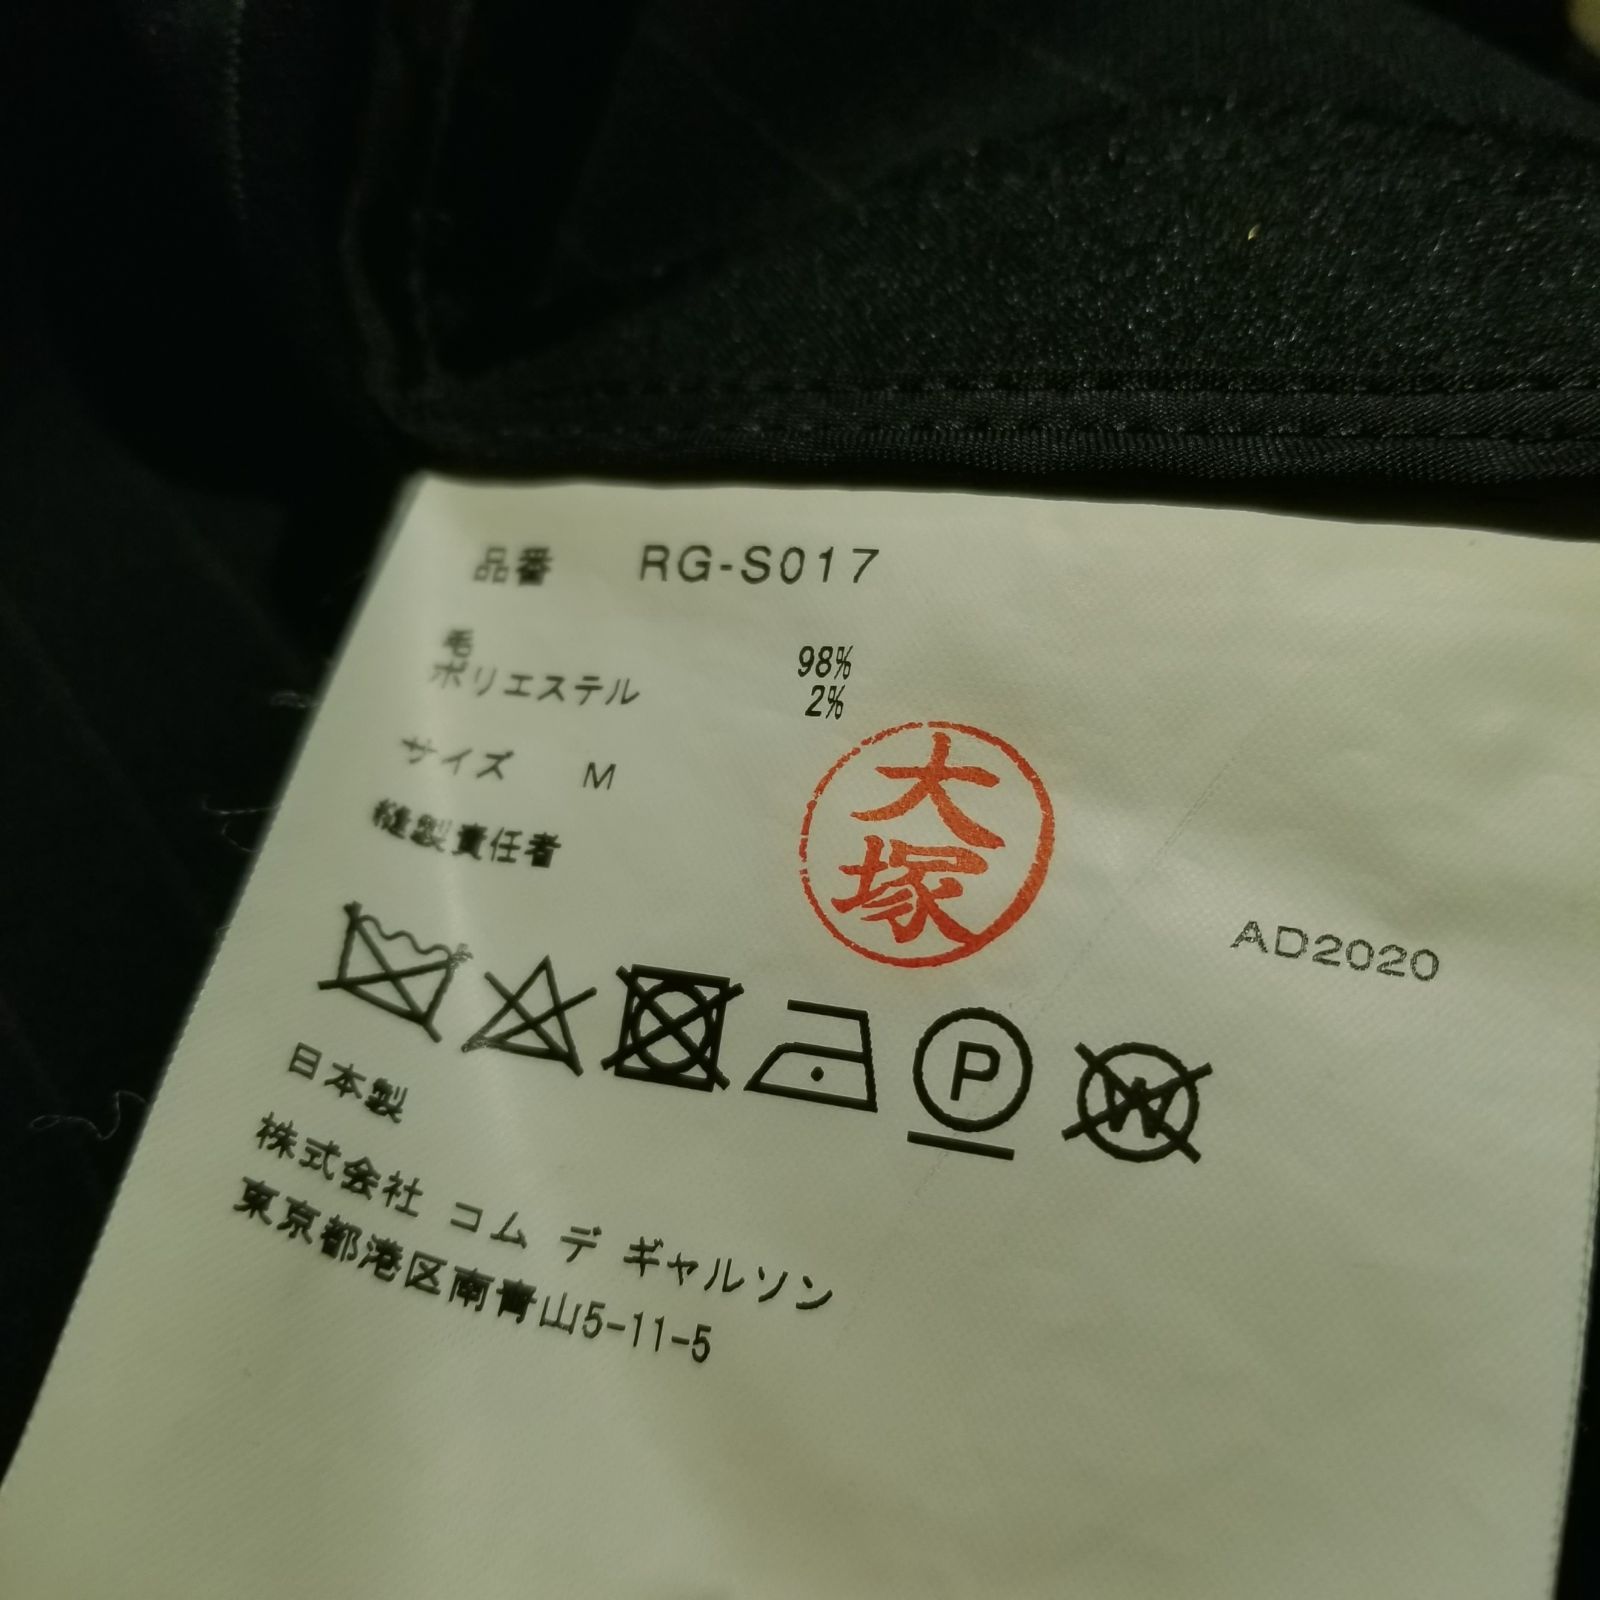 品番 RG-S017
毛 98%
ポリエステル 2%
サイズ M
縫製責任者
大塚
AD2020
P
W
日本製
株式会社 コム デ ギャルソン
東京都港区南青山5-11-5